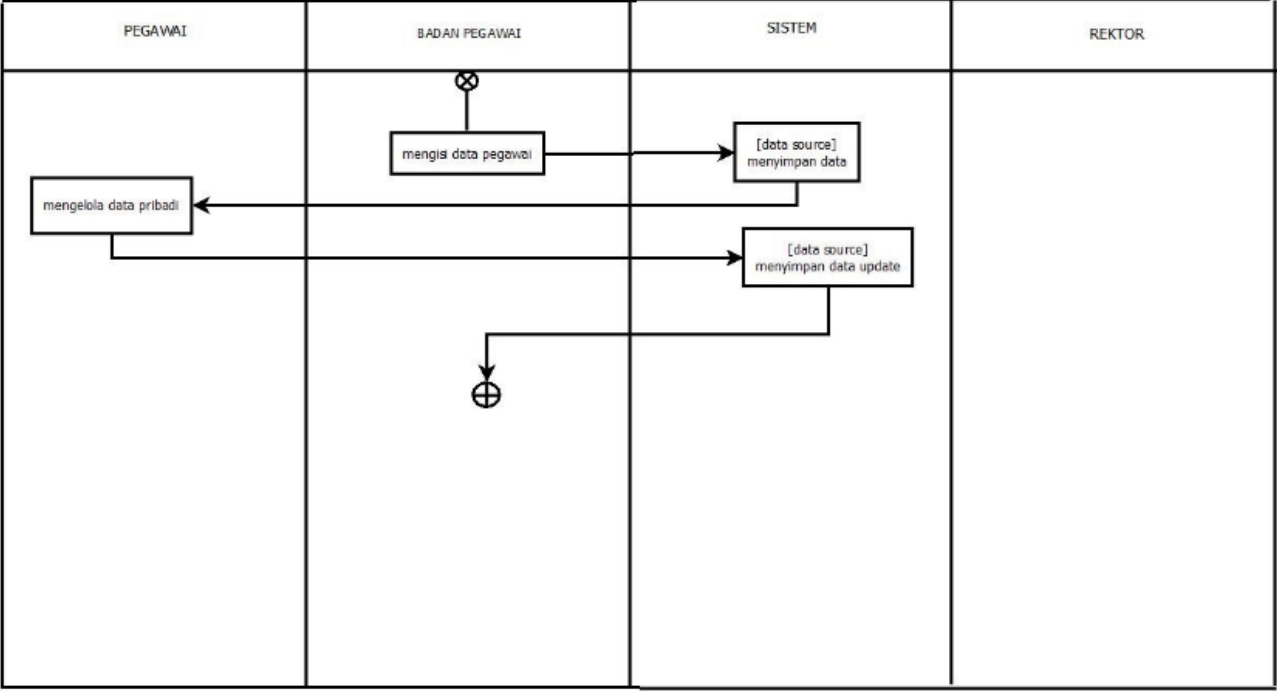 PEGAWAI
BADAN PEGAWAI
SISTEM
REKTOR
mengisi data pegawai
[data source]
menyimpan data
mengelola data pribadi
[data source]
menyimpan data update